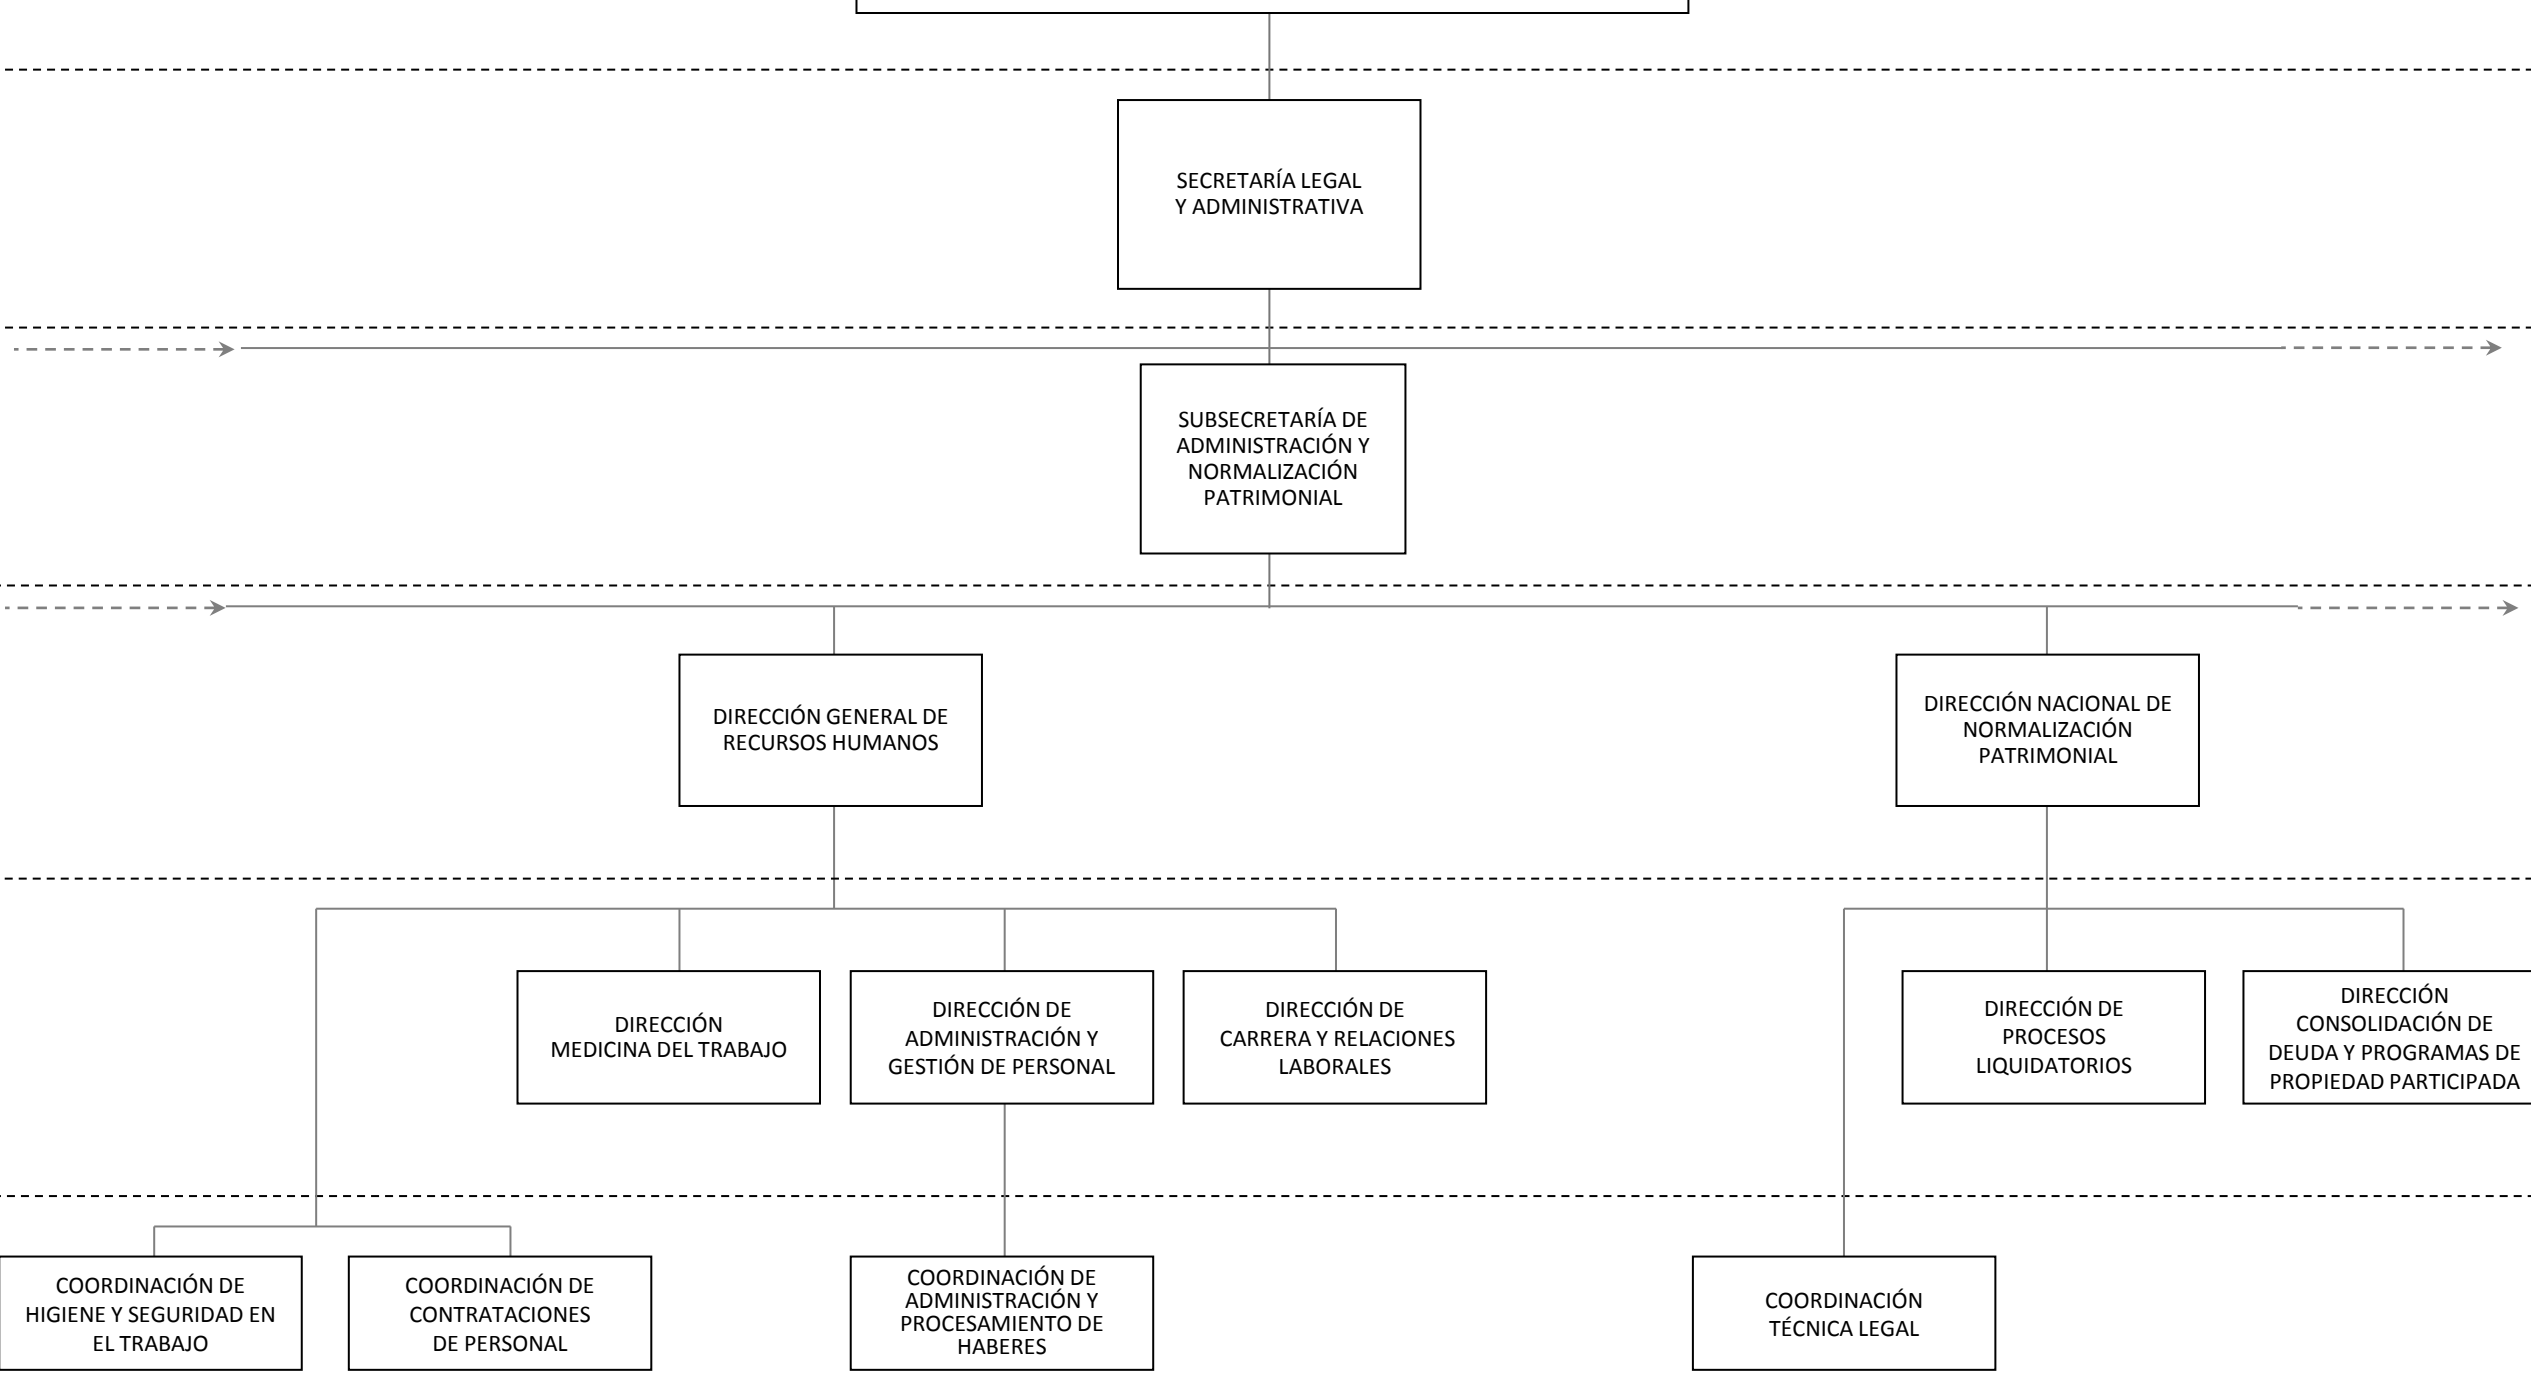 SECRETARÍA LEGAL
Y ADMINISTRATIVA
SUBSECRETARÍA DE
ADMINISTRACIÓN Y
NORMALIZACIÓN
PATRIMONIAL
DIRECCIÓN GENERAL DE
RECURSOS HUMANOS
DIRECCIÓN NACIONAL DE
NORMALIZACIÓN
PATRIMONIAL
DIRECCIÓN
MEDICINA DEL TRABAJO
DIRECCIÓN DE
ADMINISTRACIÓN Y
GESTIÓN DE PERSONAL
DIRECCIÓN DE
CARRERA Y RELACIONES
LABORALES
DIRECCIÓN DE
PROCESOS
LIQUIDATORIOS
DIRECCIÓN
CONSOLIDACIÓN DE
DEUDA Y PROGRAMAS DE
PROPIEDAD PARTICIPADA
COORDINACIÓN DE
HIGIENE Y SEGURIDAD EN
EL TRABAJO
COORDINACIÓN DE
CONTRATACIONES
DE PERSONAL
COORDINACIÓN DE
ADMINISTRACIÓN Y
PROCESAMIENTO DE
HABERES
COORDINACIÓN
TÉCNICA LEGAL